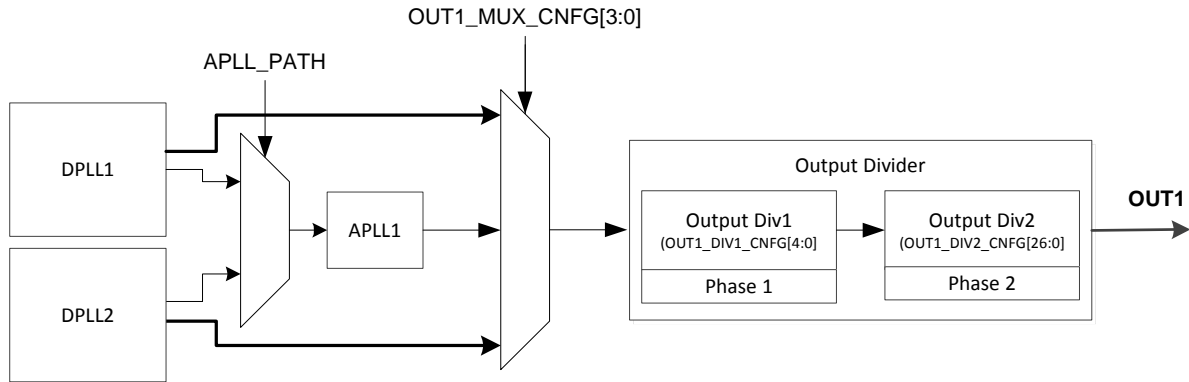 OUT1_MUX_CNFG[3:0]
APLL_PATH
DPLL1
DPLL2
APLL1
Output Divider
Output Div1
(OUT1_DIV1_CNFG[4:0]
Phase 1
Output Div2
(OUT1_DIV2_CNFG[26:0]
Phase 2
OUT1